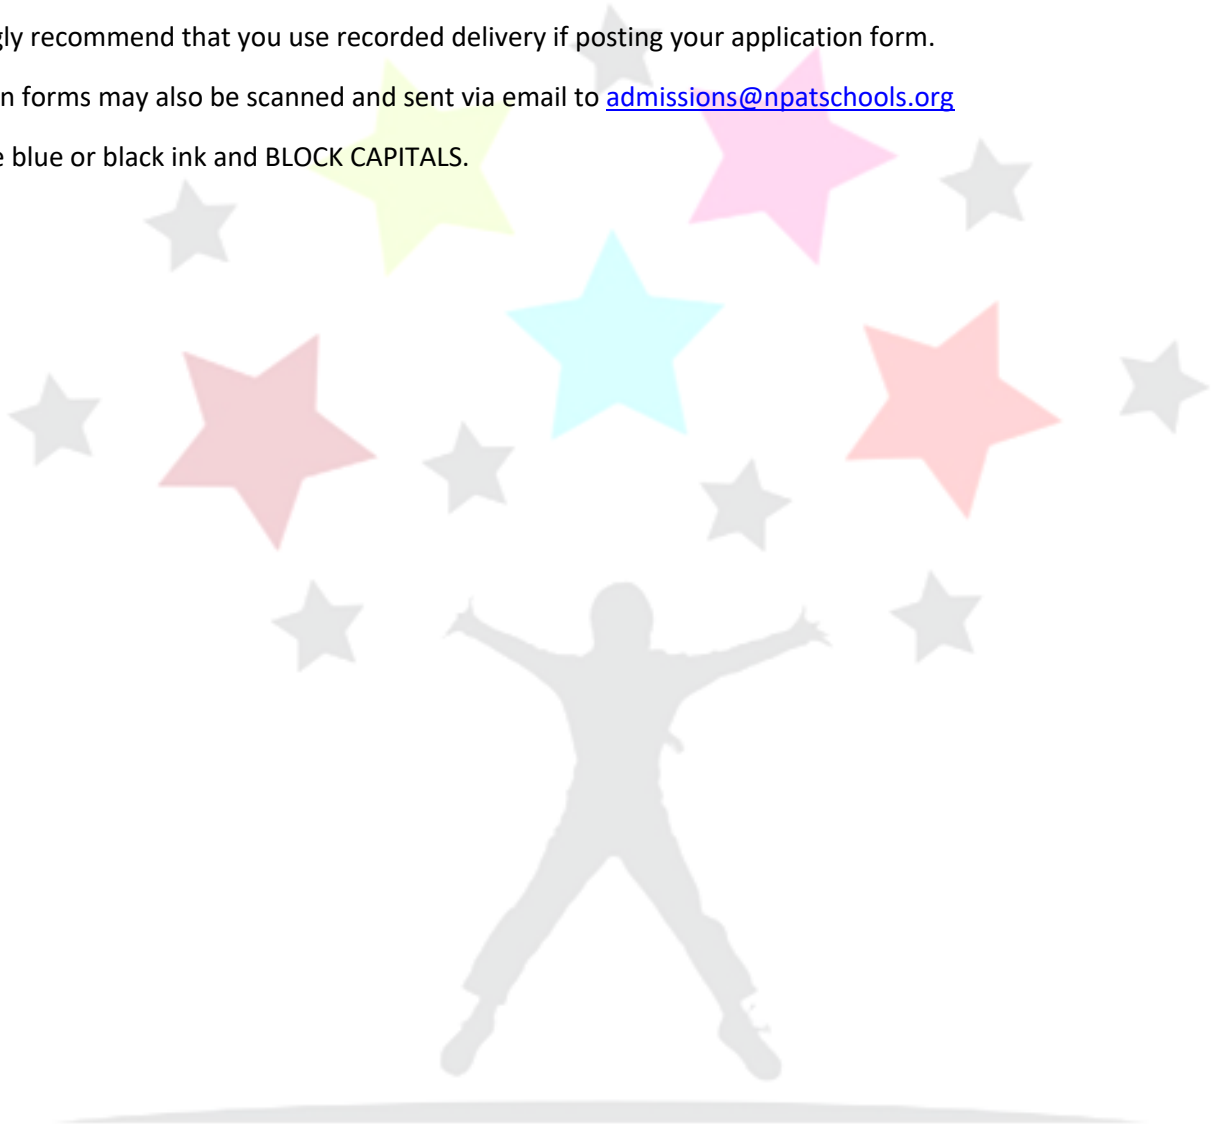 gly recommend that you use recorded delivery if posting your application form.
n forms may also be scanned and sent via email to admissions@npatschools.org
e blue or black ink and BLOCK CAPITALS.